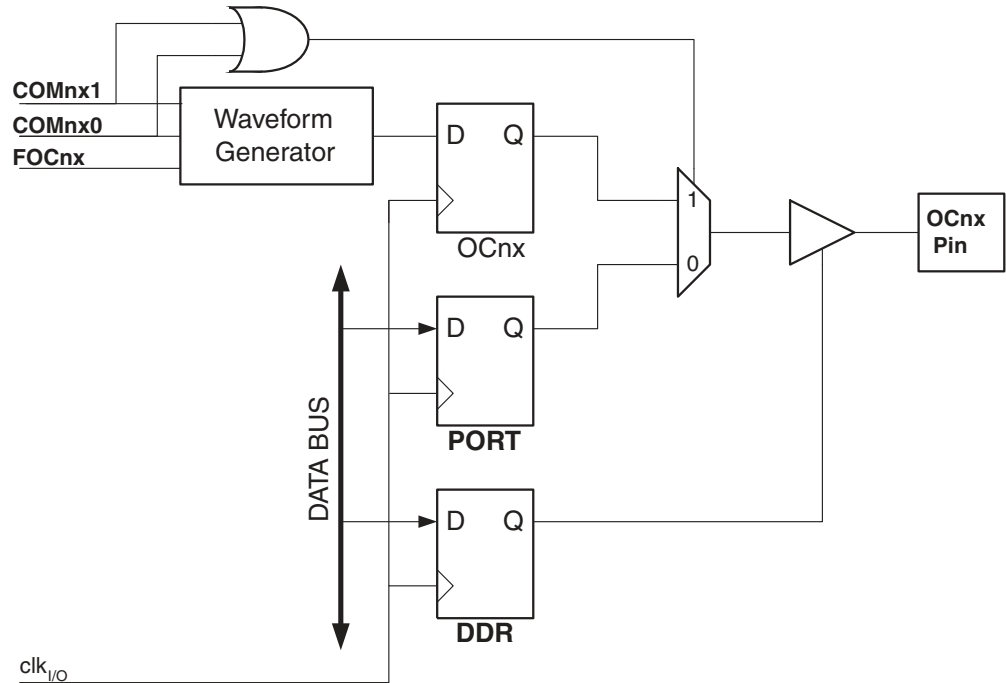 COMnx1
COMnx0
FOCnx
Waveform
Generator
D Q
OCnx
1
0
OCnx
Pin
D Q
PORT
DATA BUS
D Q
DDR
clkI/O